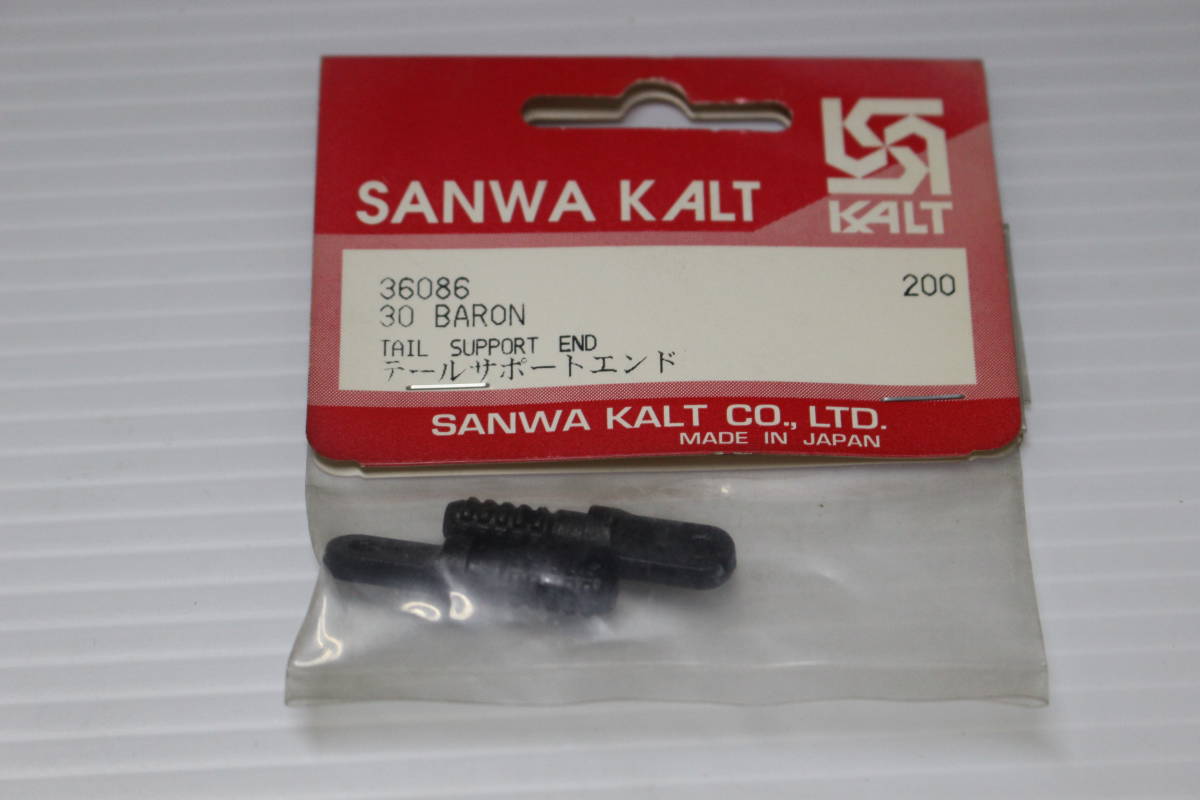 SANWA KALT
KALT
36086 200
30 BARON
TAIL SUPPORT END
テールサポートエンド
SANWA KALT CO., LTD.
MADE IN JAPAN